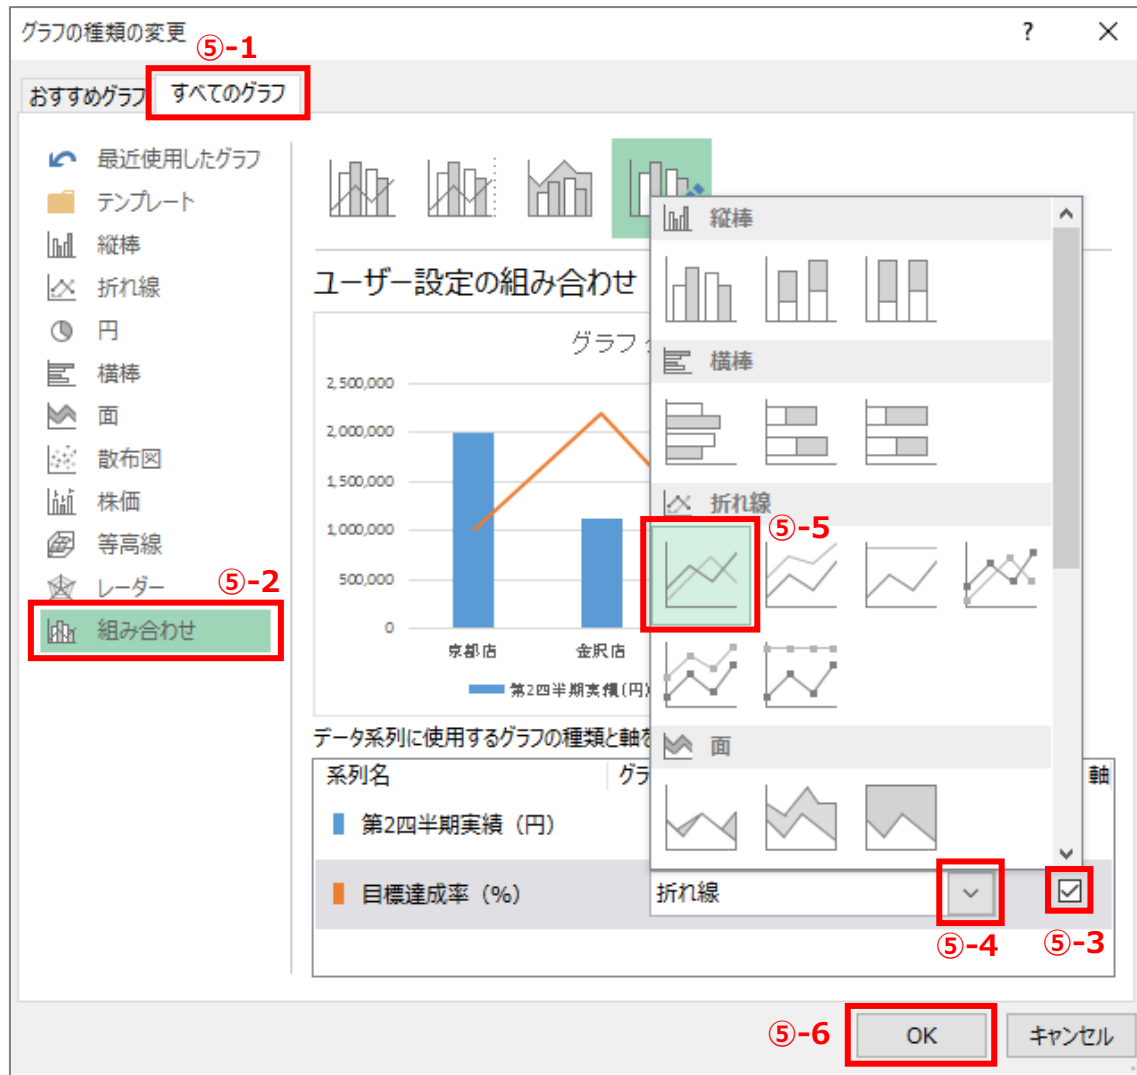 グラフの種類の変更
? ×
⑤-1
おすすめグラフ すべてのグラフ
最近使用したグラフ
テンプレート
縦棒
折れ線
円
横棒
面
散布図
株価
等高線
レーダー
⑤-2
組み合わせ
ユーザー設定の組み合わせ
グラフ
2,500,000
2,000,000
1,500,000
1,000,000
500,000
0
京都店 金沢店
第2四半期実績(円)
縦棒
横棒
折れ線
⑤-5
面
データ系列に使用するグラフの種類と軸を
系列名 グラ 軸
第2四半期実績（円）
目標達成率（%） 折れ線
⑤-4 ⑤-3
⑤-6 OK キャンセル